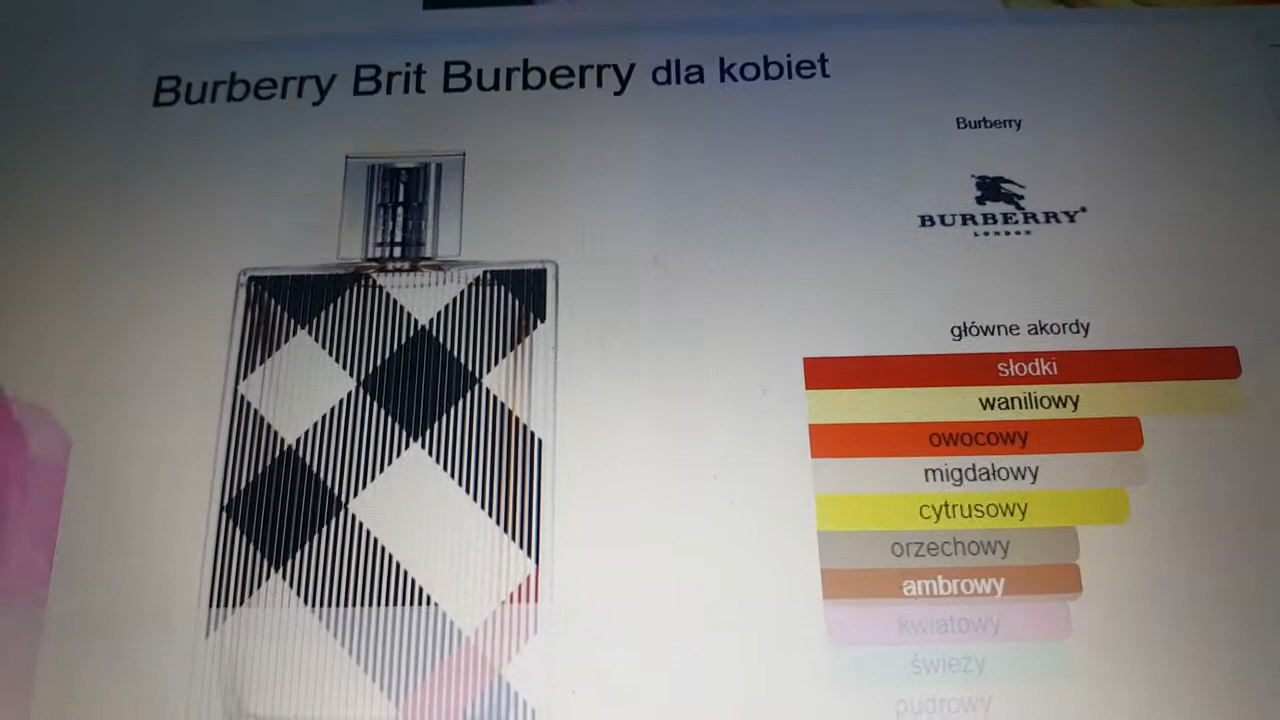 Burberry Brit Burberry dla kobiet
Burberry
BURBERRY
LONDON
główne akordy
słodki
waniliowy
owocowy
migdałowy
cytrusowy
orzechowy
ambrowy
kwiatowy
świeży
pudrowy